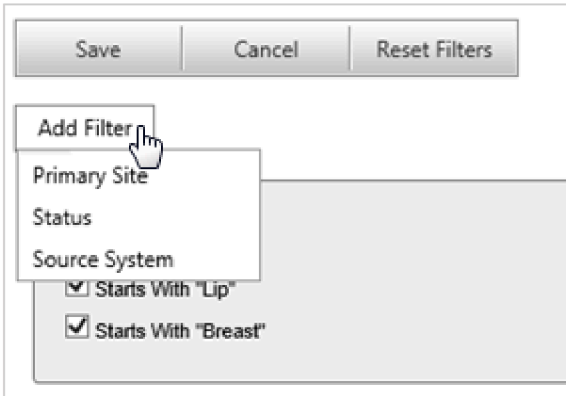 Save Cancel Reset Filters
Add Filter
Primary Site
Status
Source System
Starts With "Lip"
Starts With "Breast"